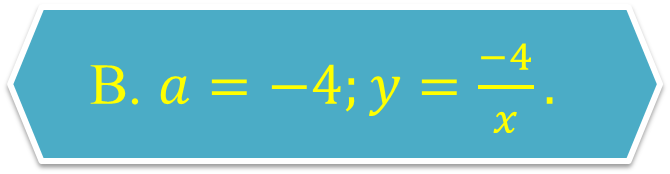 B. a = −4; y = −4/x.